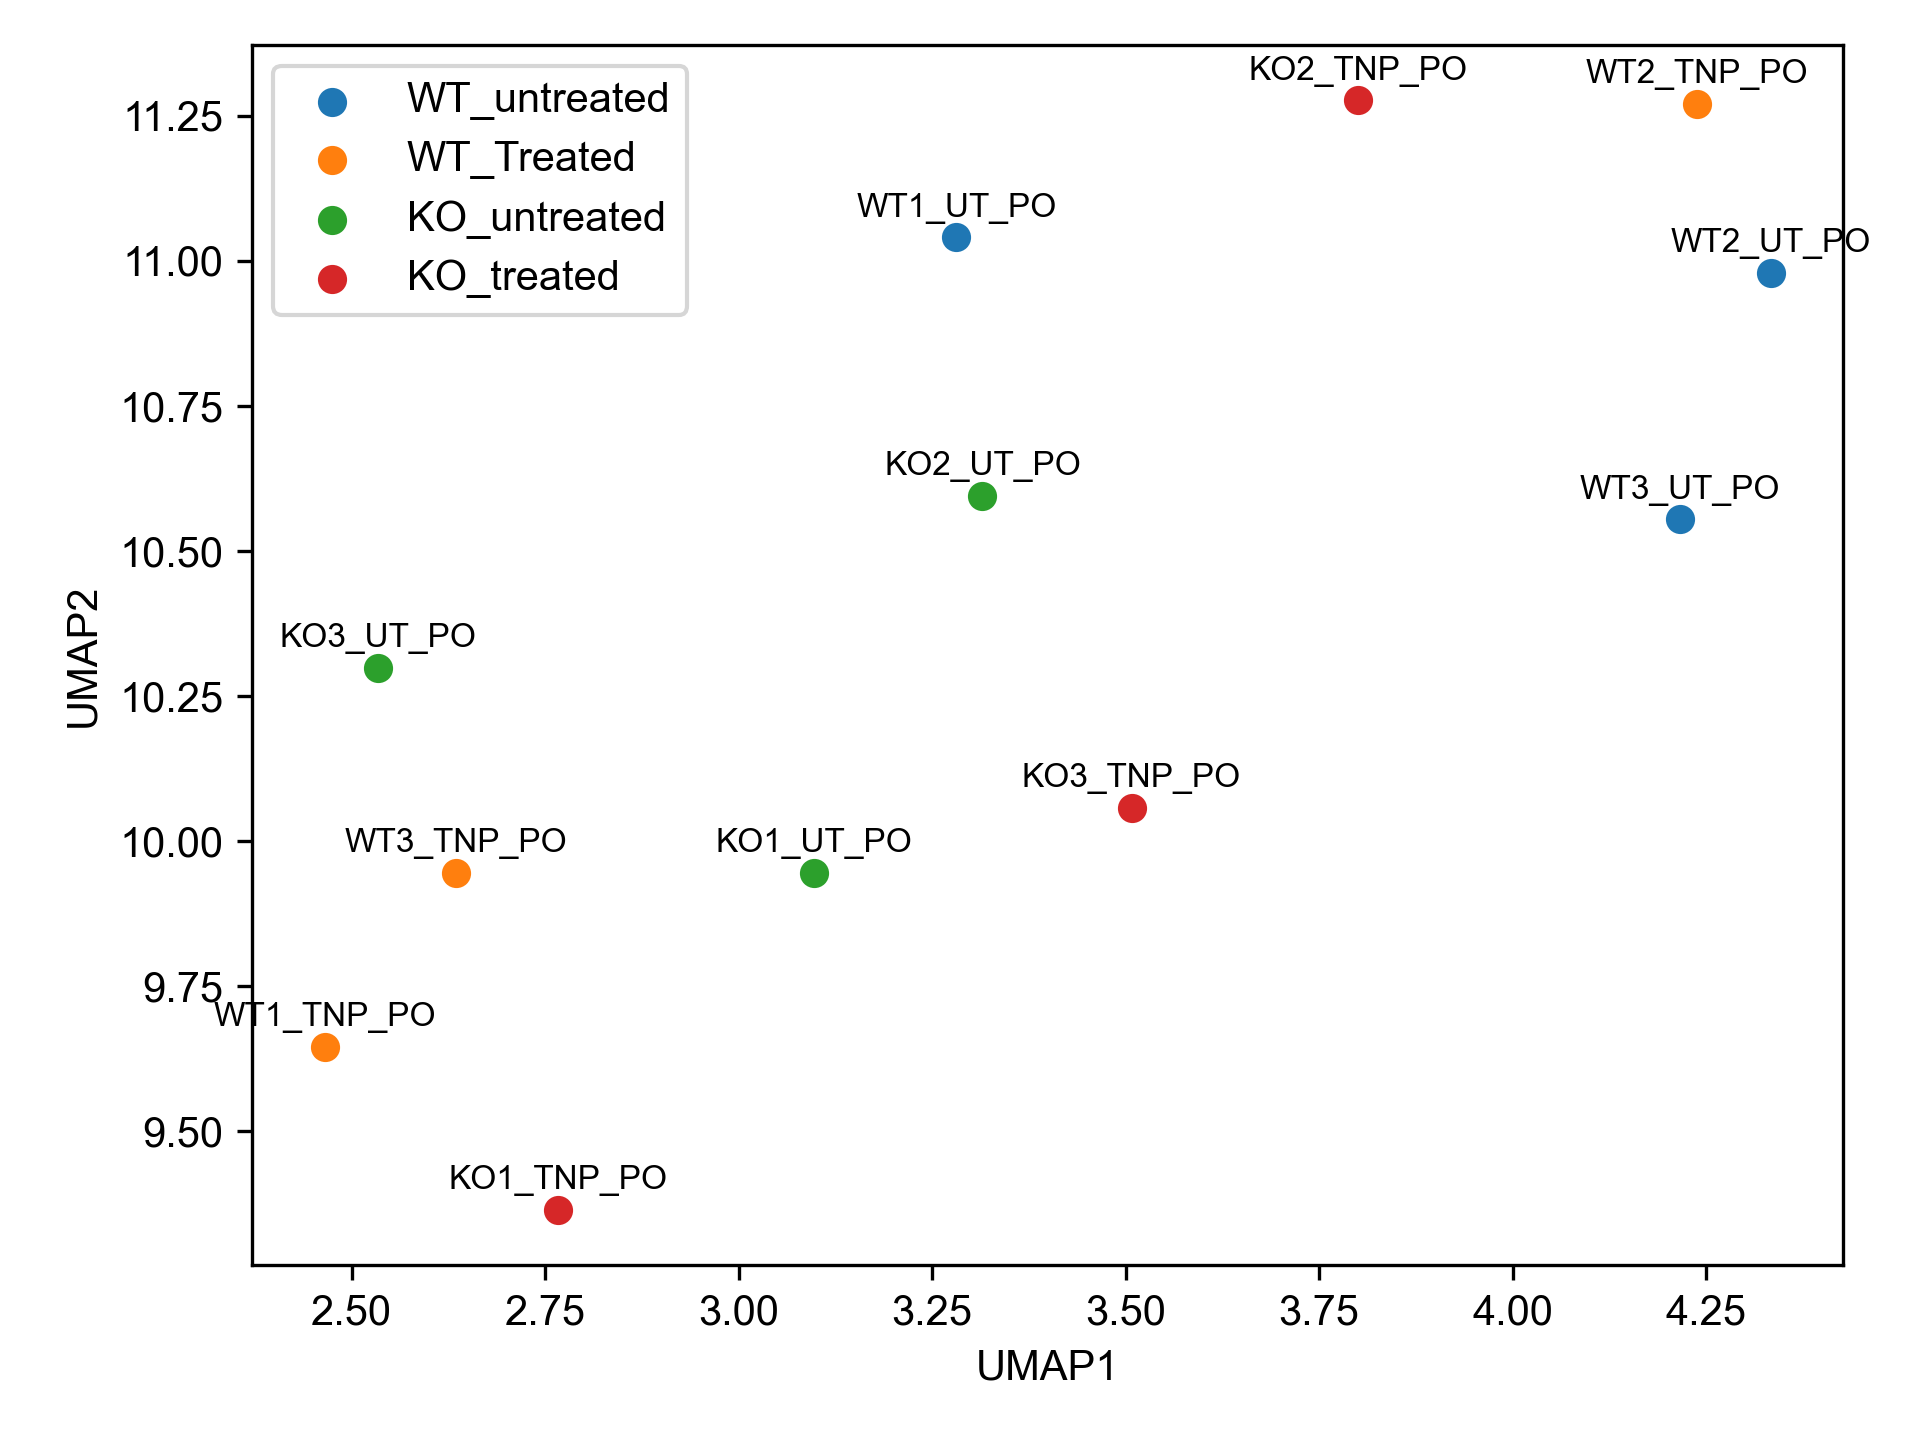 WT_untreated
WT_Treated
KO_untreated
KO_treated
KO2_TNP_PO
WT2_TNP_PO
WT1_UT_PO
WT2_UT_PO
KO2_UT_PO
WT3_UT_PO
KO3_UT_PO
KO3_TNP_PO
WT3_TNP_PO
KO1_UT_PO
WT1_TNP_PO
KO1_TNP_PO
11.25
11.00
10.75
10.50
10.25
10.00
9.75
9.50
UMAP2
2.50 2.75 3.00 3.25 3.50 3.75 4.00 4.25
UMAP1